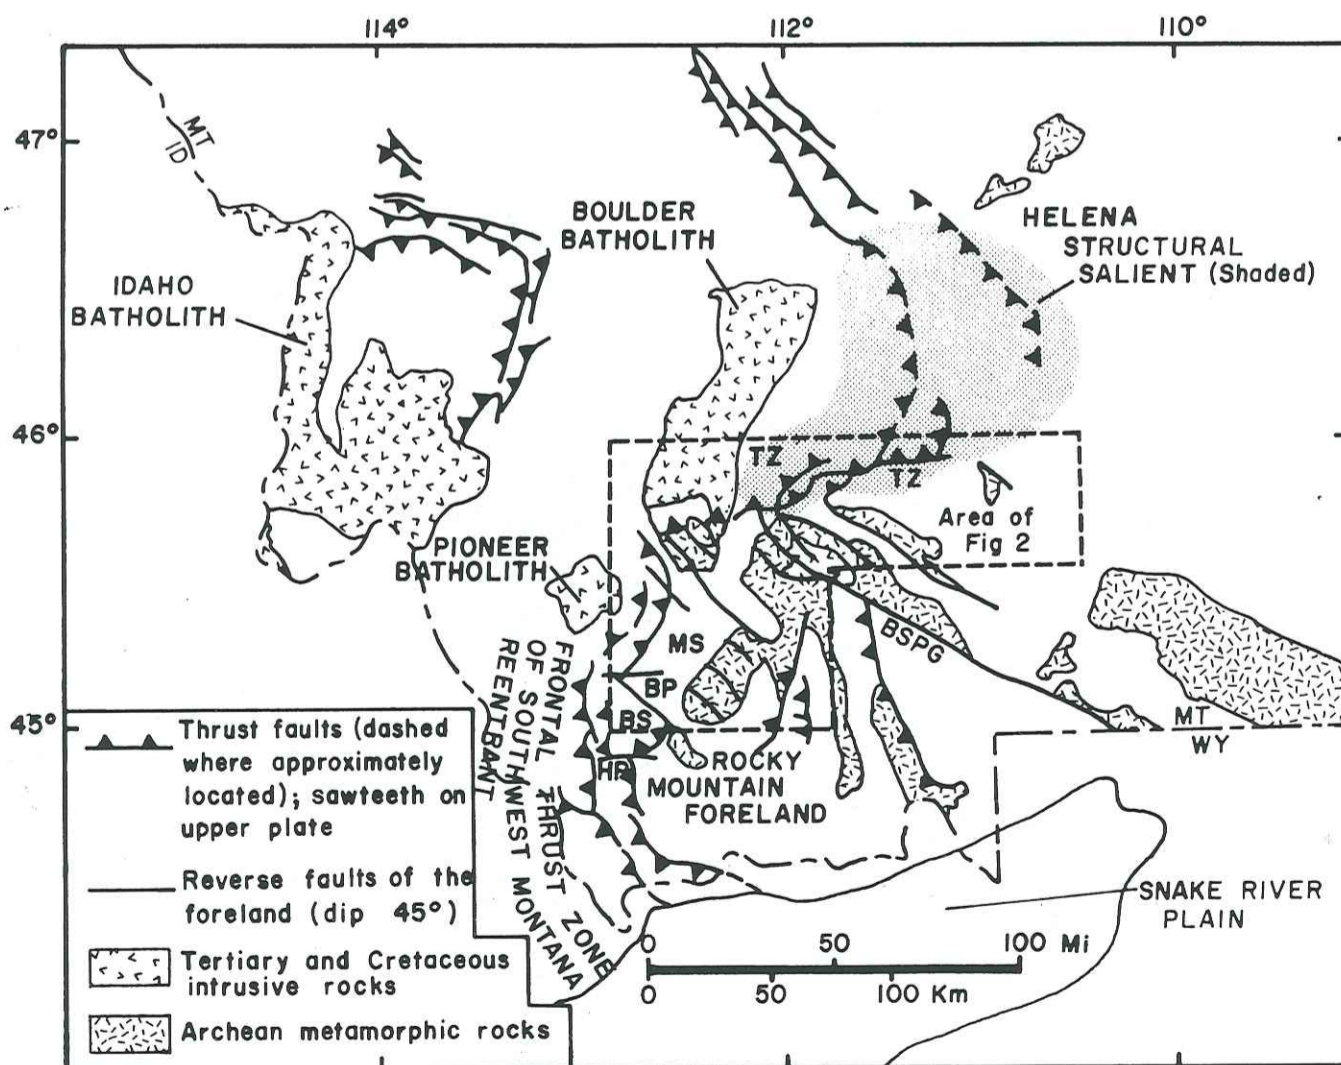 114°
112°
110°
47°
46°
45°
MT
ID
IDAHO
BATHOLITH
BOULDER
BATHOLITH
HELENA
STRUCTURAL
SALIENT (Shaded)
TZ
TZ
Area of
Fig 2
PIONEER
BATHOLITH
MS
BP
BSPG
HP
MT
WY
ROCKY
MOUNTAIN
FORELAND
FRONTAL THRUST ZONE
OF SOUTHWEST MONTANA
REENTRANT
SNAKE RIVER
PLAIN
0 50 100 Mi
0 50 100 Km
Thrust faults (dashed
where approximately
located); sawteeth on
upper plate
Reverse faults of the
foreland (dip 45°)
Tertiary and Cretaceous
intrusive rocks
Archean metamorphic rocks